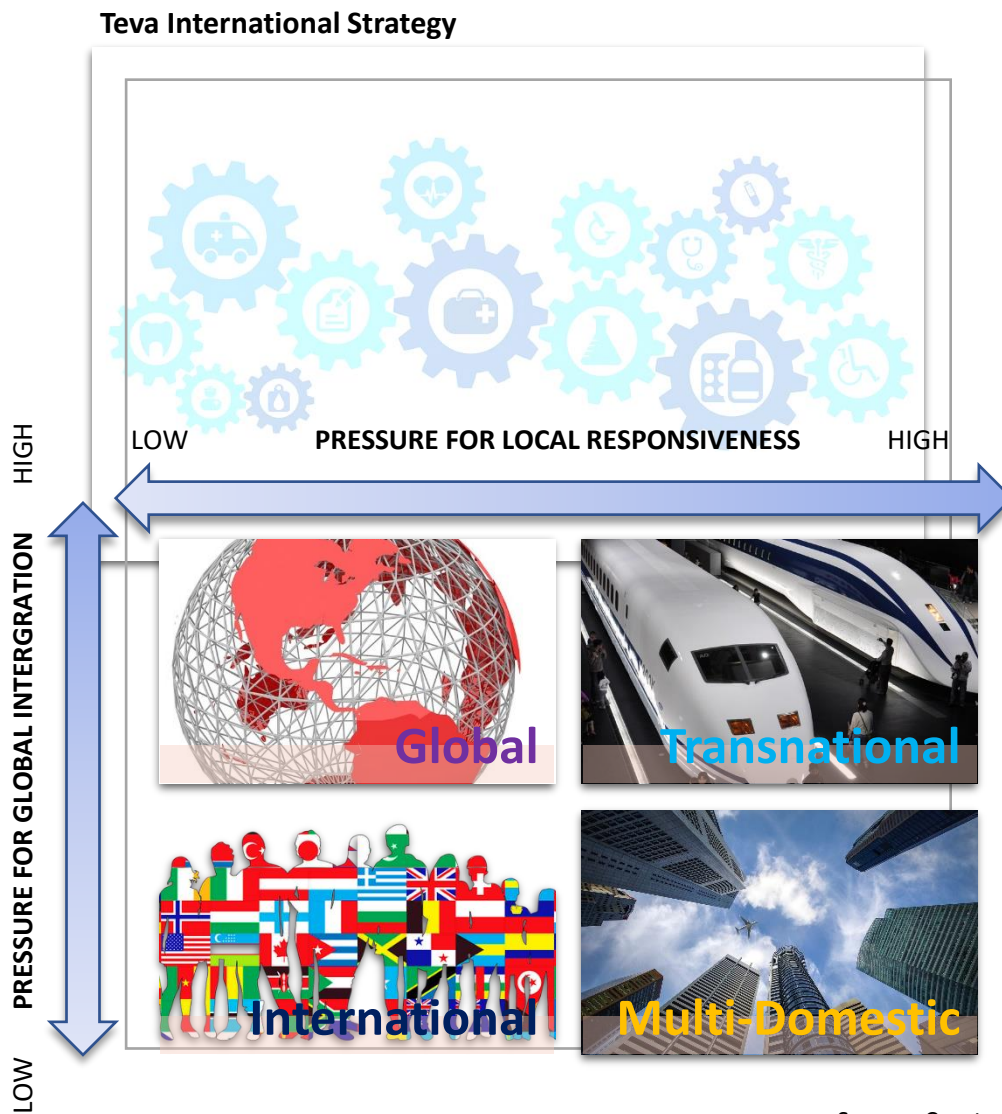 Teva International Strategy
LOW PRESSURE FOR LOCAL RESPONSIVENESS HIGH
HIGH
PRESSURE FOR GLOBAL INTERGRATION
LOW
Global
Transnational
International
Multi-Domestic